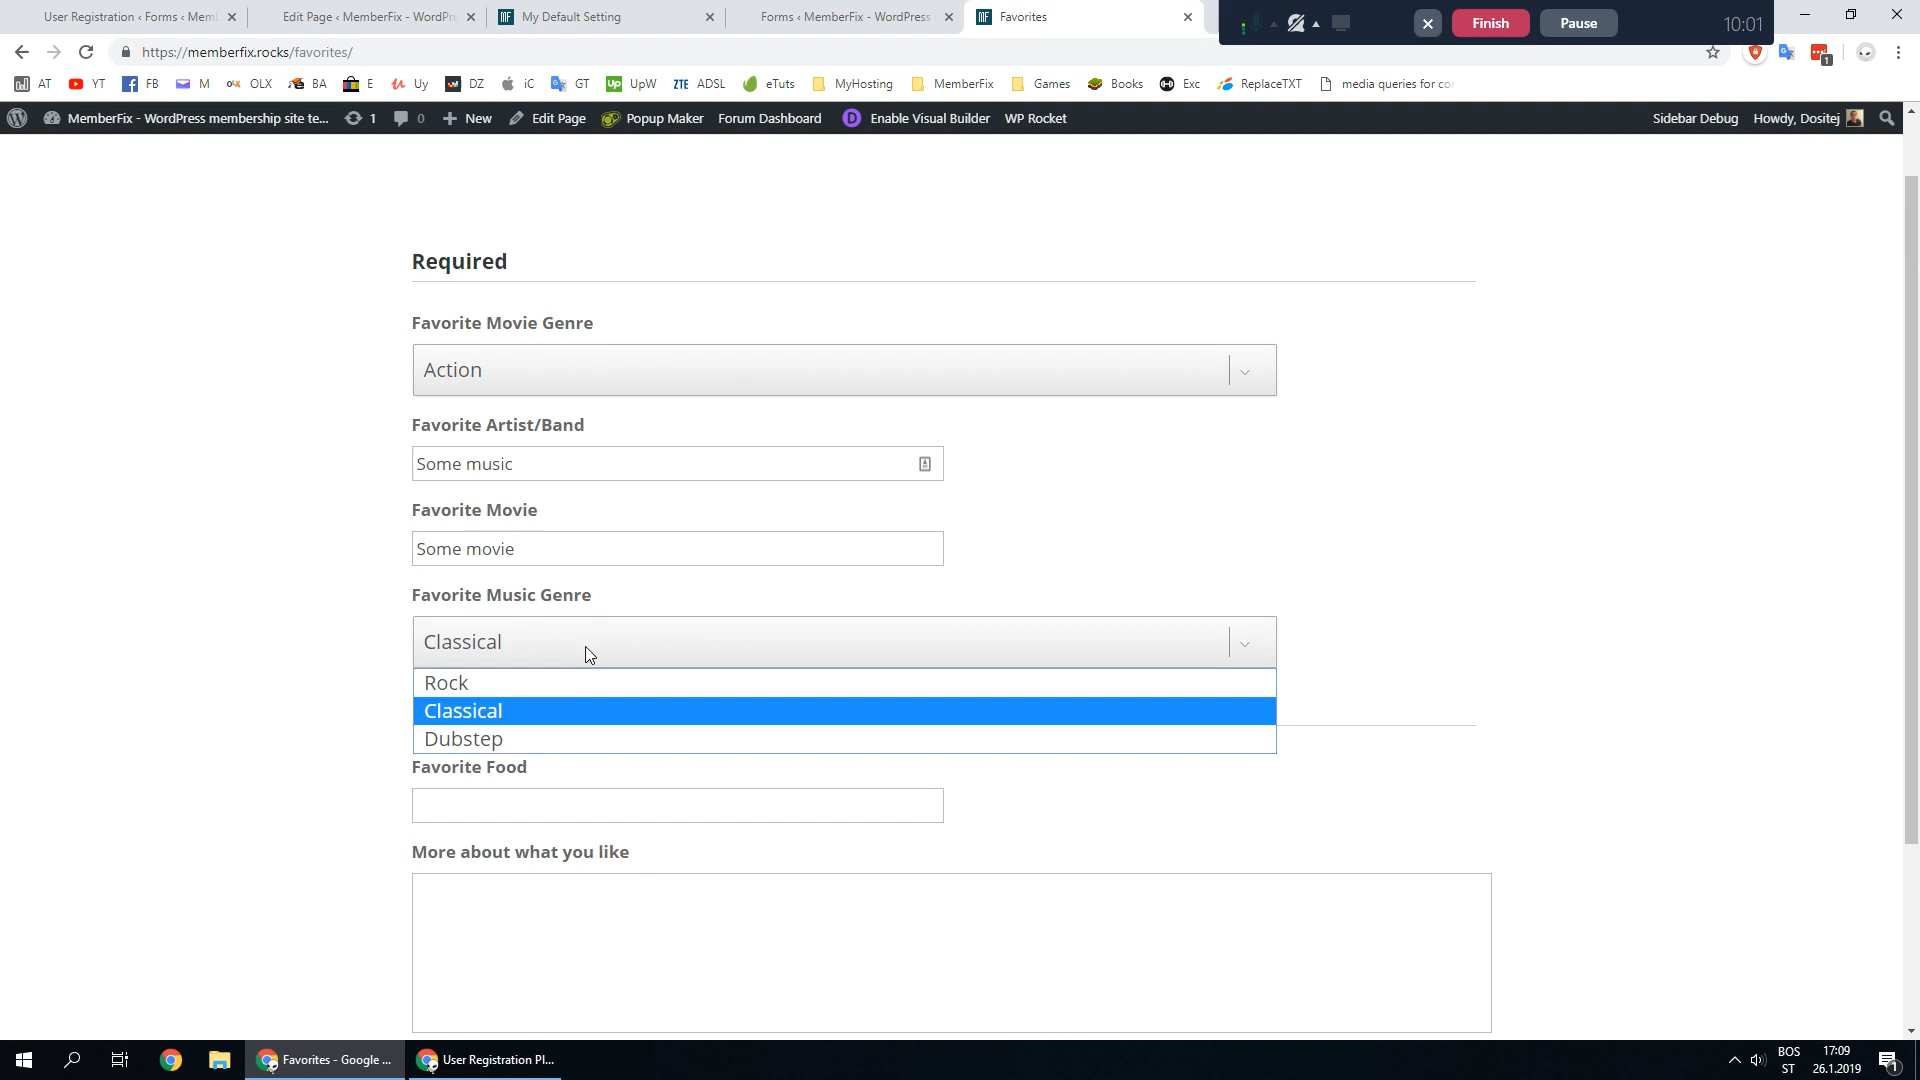 User Registration ‹ Forms ‹ Mem
Edit Page ‹ MemberFix - WordPre
My Default Setting
Forms ‹ MemberFix - WordPress
Favorites
Finish
Pause
10:01
https://memberfix.rocks/favorites/
1
AT
YT
FB
M
OLX
BA
E
Uy
DZ
iC
GT
UpW
ZTE ADSL
eTuts
MyHosting
MemberFix
Games
Books
Exc
ReplaceTXT
media queries for co
MemberFix - WordPress membership site te...
1
0
New
Edit Page
Popup Maker
Forum Dashboard
Enable Visual Builder
WP Rocket
Sidebar Debug
Howdy, Dositej
Required
Favorite Movie Genre
Action
Favorite Artist/Band
Some music
Favorite Movie
Some movie
Favorite Music Genre
Classical
Rock
Classical
Dubstep
Favorite Food
More about what you like
Favorites - Google ...
User Registration Pl...
BOS
ST
17:09
26.1.2019
1